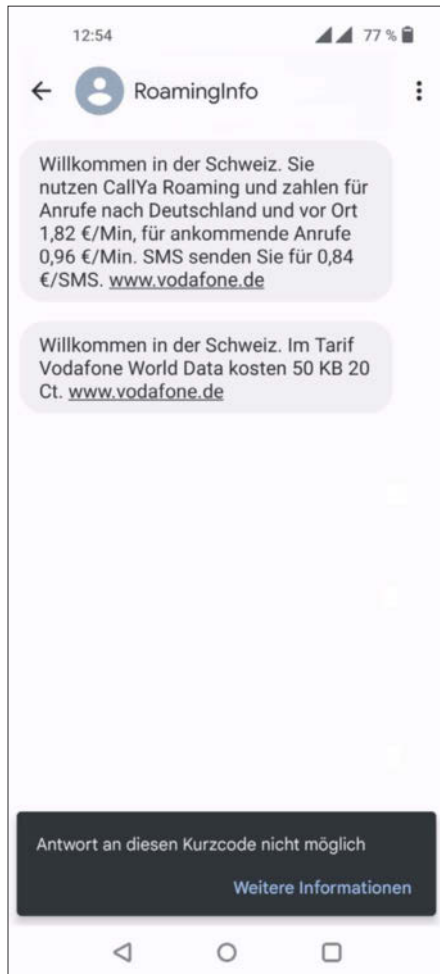 12:54
77 %
RoamingInfo
Willkommen in der Schweiz. Sie
nutzen CallYa Roaming und zahlen für
Anrufe nach Deutschland und vor Ort
1,82 €/Min, für ankommende Anrufe
0,96 €/Min. SMS senden Sie für 0,84
€/SMS. www.vodafone.de
Willkommen in der Schweiz. Im Tarif
Vodafone World Data kosten 50 KB 20
Ct. www.vodafone.de
Antwort an diesen Kurzcode nicht möglich
Weitere Informationen